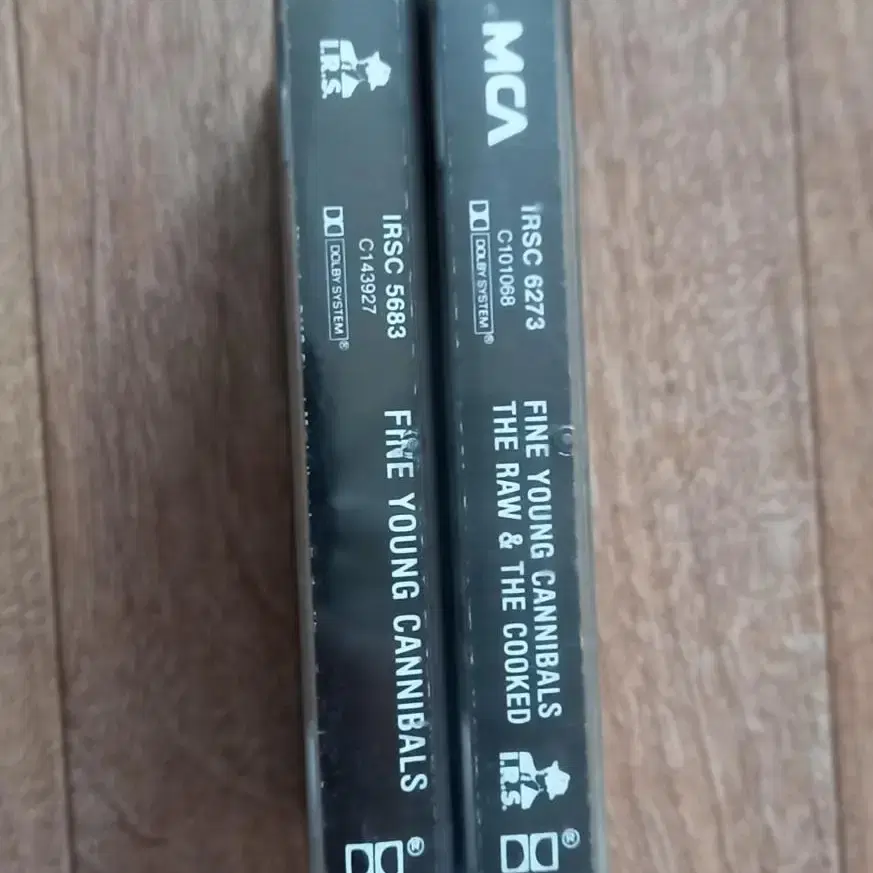 I.R.S.
IRSC 5683
C143927
DOLBY SYSTEM®
FINE YOUNG CANNIBALS
®
MCA
IRSC 6273
C101068
DOLBY SYSTEM®
FINE YOUNG CANNIBALS
THE RAW & THE COOKED
I.R.S.
®